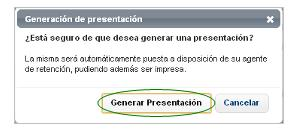 Generación de presentación
¿Está seguro de que desea generar una presentación?
La misma será automáticamente puesta a disposición de su agente
de retención, pudiendo además ser impresa.
Generar Presentación Cancelar